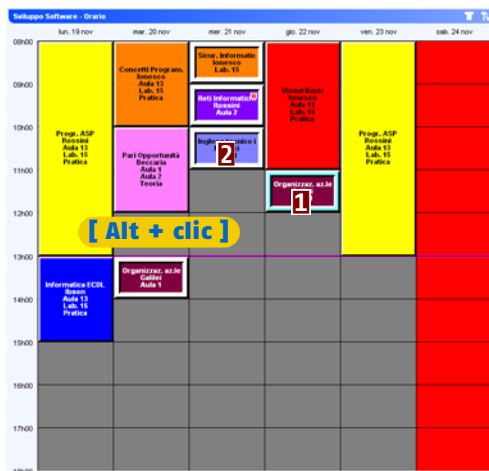 Sviluppo Software - Orario
lun. 19 nov mar. 20 nov mer. 21 nov gio. 22 nov ven. 23 nov sab. 24 nov
08h00
09h00
10h00
11h00
12h00
13h00
14h00
15h00
16h00
17h00
Progr. ASP
Rossini
Aula 13
Lab. 15
Pratica
Informatica ECDL
Ibsen
Aula 13
Lab. 15
Pratica
Concetti Program.
Ionesco
Aula 13
Lab. 15
Pratica
Pari Opportunità
Beccaria
Aula 1
Aula 2
Teoria
Organizzaz. az.le
Galilei
Aula 1
Sicur. Informatic
Ionesco
Lab. 15
Reti Informatic
Rossini
Aula 2
Inglese tecnico i
2
Visual Basic
Ionesco
Aula 13
Lab. 15
Pratica
Organizzaz. az.le
1
Progr. ASP
Rossini
Aula 13
Lab. 15
Pratica
[ Alt + clic ]